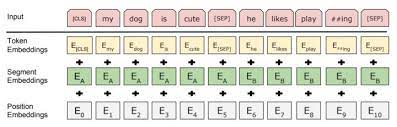 Input [CLS] my dog is cute [SEP] he likes play ##ing [SEP]
Token Embeddings E[CLS] Emy Edog Eis Ecute E[SEP] Ehe Elikes Eplay E##ing E[SEP]
+ + + + + + + + + + +
Segment Embeddings EA EA EA EA EA EA EB EB EB EB EB
+ + + + + + + + + + +
Position Embeddings E0 E1 E2 E3 E4 E5 E6 E7 E8 E9 E10